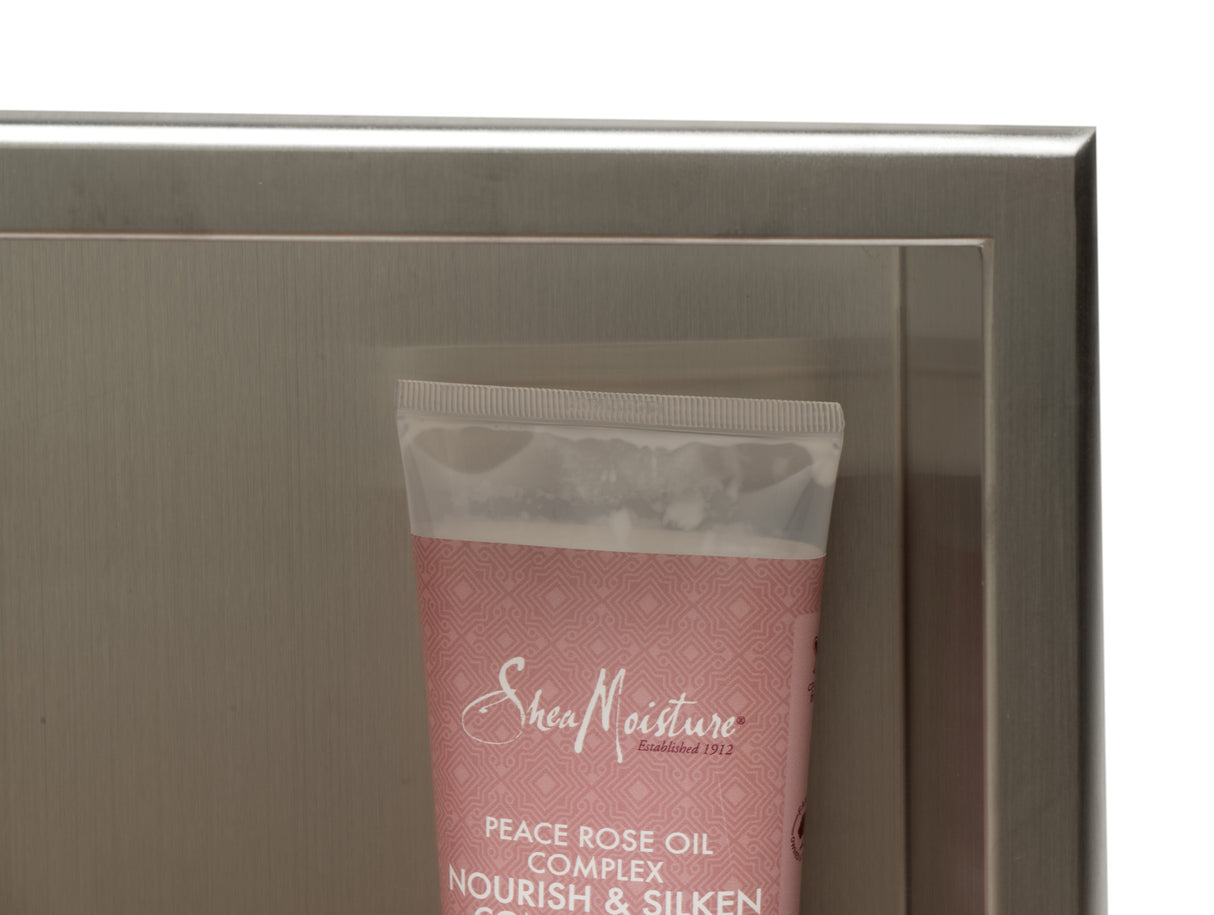 SheaMoisture®
Established 1912
PEACE ROSE OIL
COMPLEX
NOURISH & SILKEN